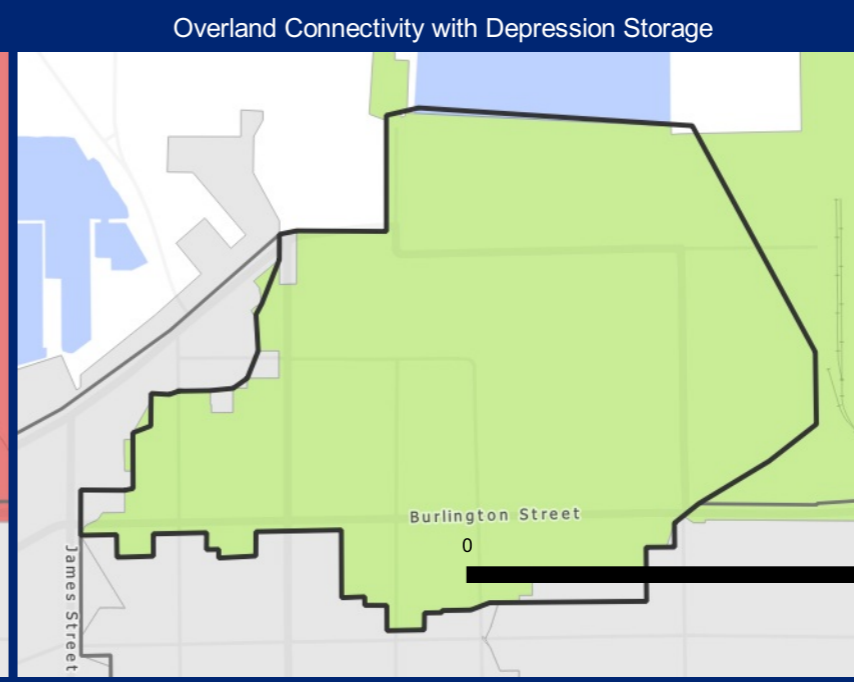 Overland Connectivity with Depression Storage
Burlington Street
0
James Street